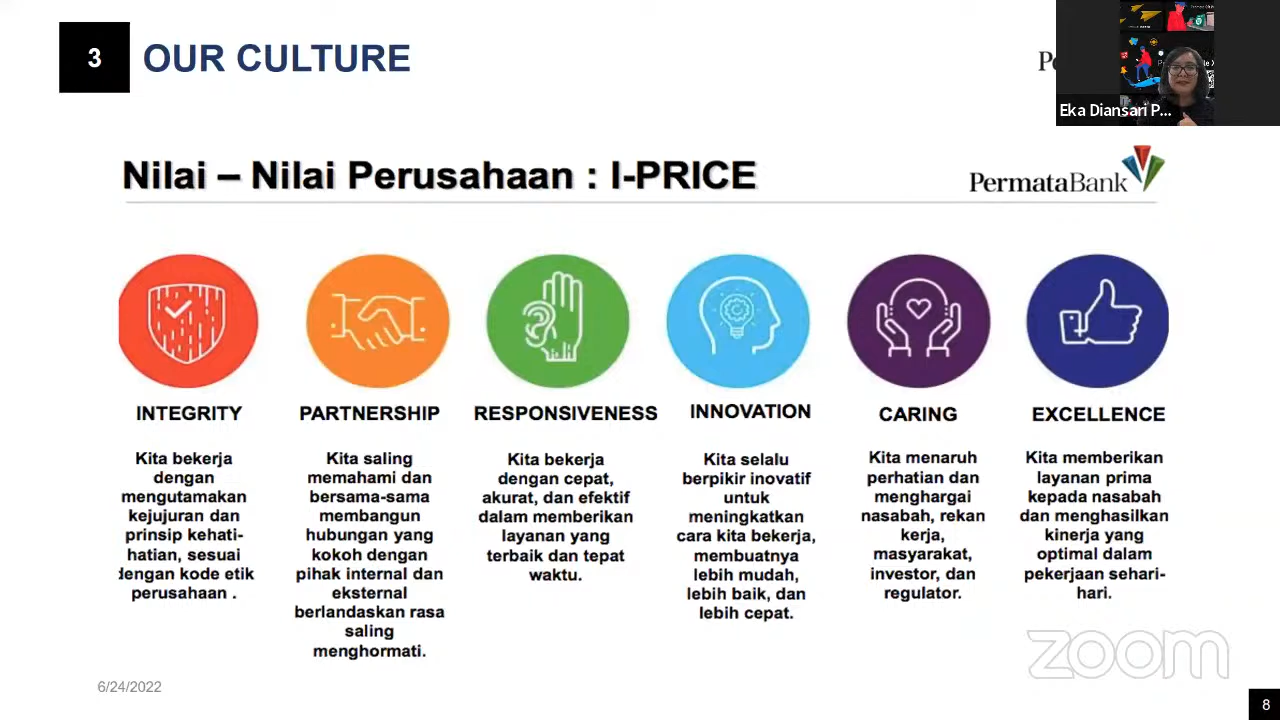 3
OUR CULTURE
Eka Diansari P...
Nilai – Nilai Perusahaan : I-PRICE
PermataBank
INTEGRITY
Kita bekerja
dengan
mengutamakan
kejujuran dan
prinsip kehati-
hatian, sesuai
dengan kode etik
perusahaan .
PARTNERSHIP
Kita saling
memahami dan
bersama-sama
membangun
hubungan yang
kokoh dengan
pihak internal dan
eksternal
berlandaskan rasa
saling
menghormati.
RESPONSIVENESS
Kita bekerja
dengan cepat,
akurat, dan efektif
dalam memberikan
layanan yang
terbaik dan tepat
waktu.
INNOVATION
Kita selalu
berpikir inovatif
untuk
meningkatkan
cara kita bekerja,
membuatnya
lebih mudah,
lebih baik, dan
lebih cepat.
CARING
Kita menaruh
perhatian dan
menghargai
nasabah, rekan
kerja,
masyarakat,
investor, dan
regulator.
EXCELLENCE
Kita memberikan
layanan prima
kepada nasabah
dan menghasilkan
kinerja yang
optimal dalam
pekerjaan sehari-
hari.
zoom
6/24/2022
8